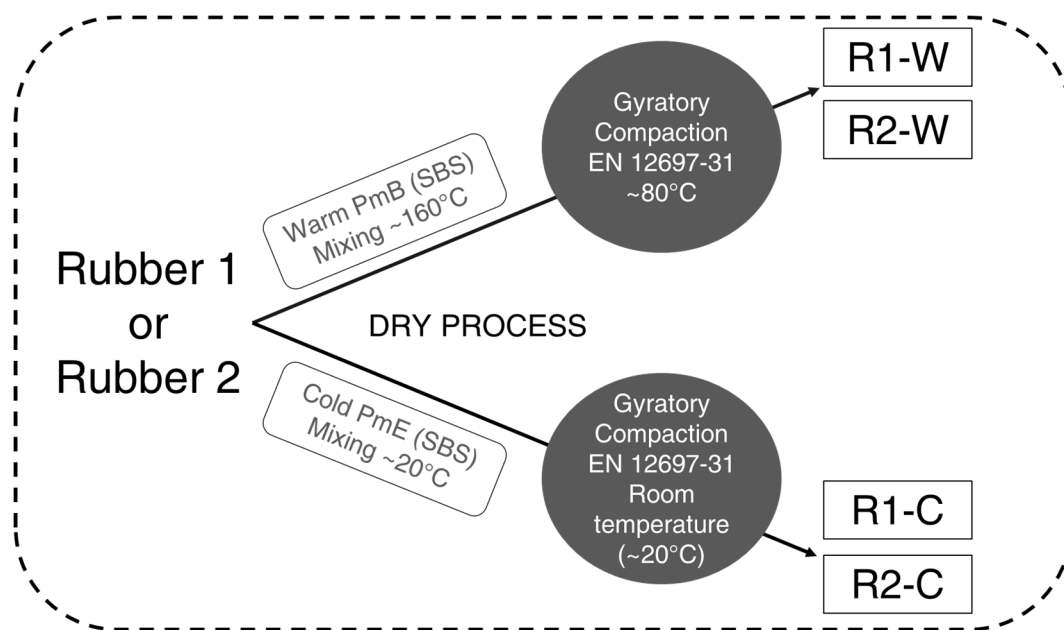 Rubber 1
or
Rubber 2
Warm PmB (SBS)
Mixing ~160°C
Gyratory
Compaction
EN 12697-31
~80°C
R1-W
R2-W
DRY PROCESS
Cold PmE (SBS)
Mixing ~20°C
Gyratory
Compaction
EN 12697-31
Room
temperature
(~20°C)
R1-C
R2-C